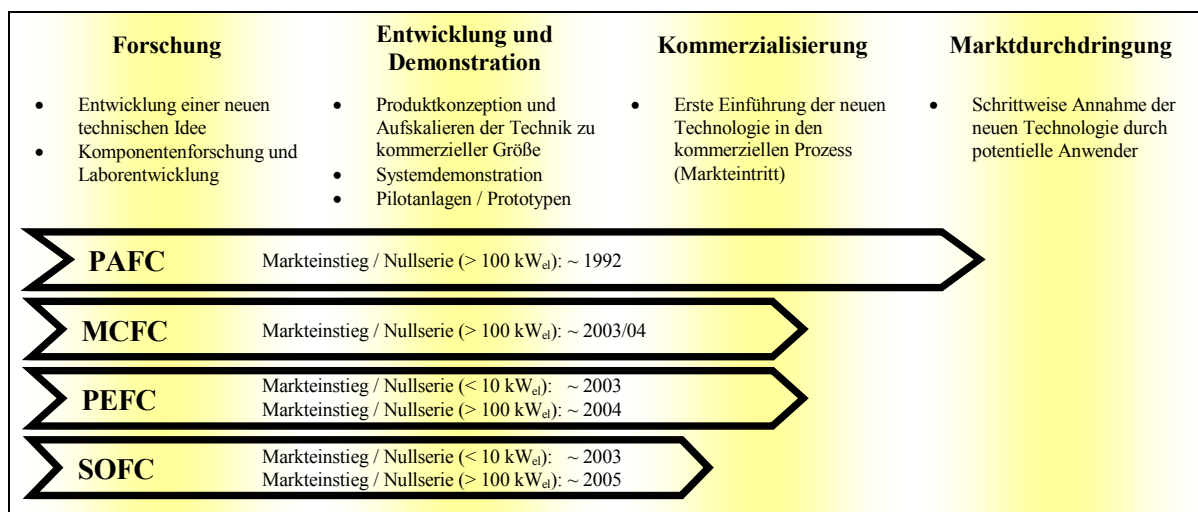 Forschung
• Entwicklung einer neuen
technischen Idee
• Komponentenforschung und
Laborentwicklung
Entwicklung und
Demonstration
• Produktkonzeption und
Aufskalieren der Technik zu
kommerzieller Größe
• Systemdemonstration
• Pilotanlagen / Prototypen
Kommerzialisierung
• Erste Einführung der neuen
Technologie in den
kommerziellen Prozess
(Markteintritt)
Marktdurchdringung
• Schrittweise Annahme der
neuen Technologie durch
potentielle Anwender
PAFC Markteinstieg / Nullserie (> 100 kWel): ~ 1992
MCFC Markteinstieg / Nullserie (> 100 kWel): ~ 2003/04
PEFC
Markteinstieg / Nullserie (< 10 kWel): ~ 2003
Markteinstieg / Nullserie (> 100 kWel): ~ 2004
SOFC
Markteinstieg / Nullserie (< 10 kWel): ~ 2003
Markteinstieg / Nullserie (> 100 kWel): ~ 2005